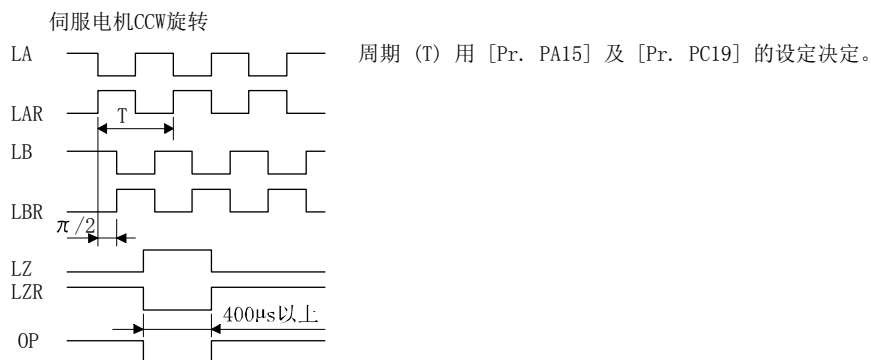 伺服电机CCW旋转
LA
周期 (T) 用 [Pr. PA15] 及 [Pr. PC19] 的设定决定。
LAR
T
LB
LBR
π/2
LZ
LZR
400μs以上
OP